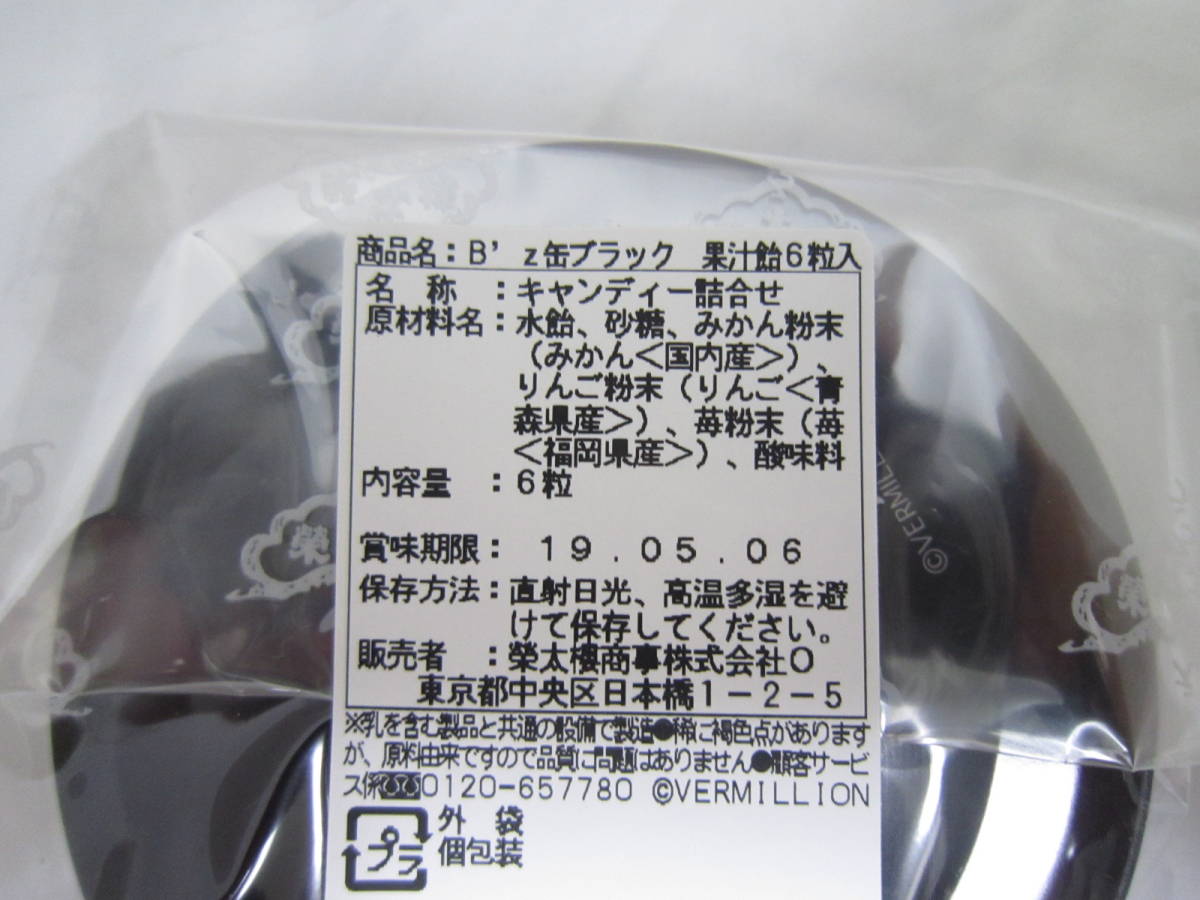 商品名：B'z缶ブラック 果汁飴6粒入
名 称 ：キャンディー詰合せ
原材料名：水飴、砂糖、みかん粉末
（みかん＜国内産＞）、
りんご粉末（りんご＜青
森県産＞）、苺粉末（苺
＜福岡県産＞）、酸味料
内容量 ：6粒
賞味期限： 19.05.06
保存方法：直射日光、高温多湿を避
けて保存してください。
販売者 ：榮太樓商事株式会社O
東京都中央区日本橋1-2-5
※乳を含む製品と共通の設備で製造●稀に褐色点があります
が、原料由来ですので品質に問題はありません●顧客サービ
ス係0120-657780 ©VERMILLION
プラ
外 袋
個包装
榮
©VERMILL
榮